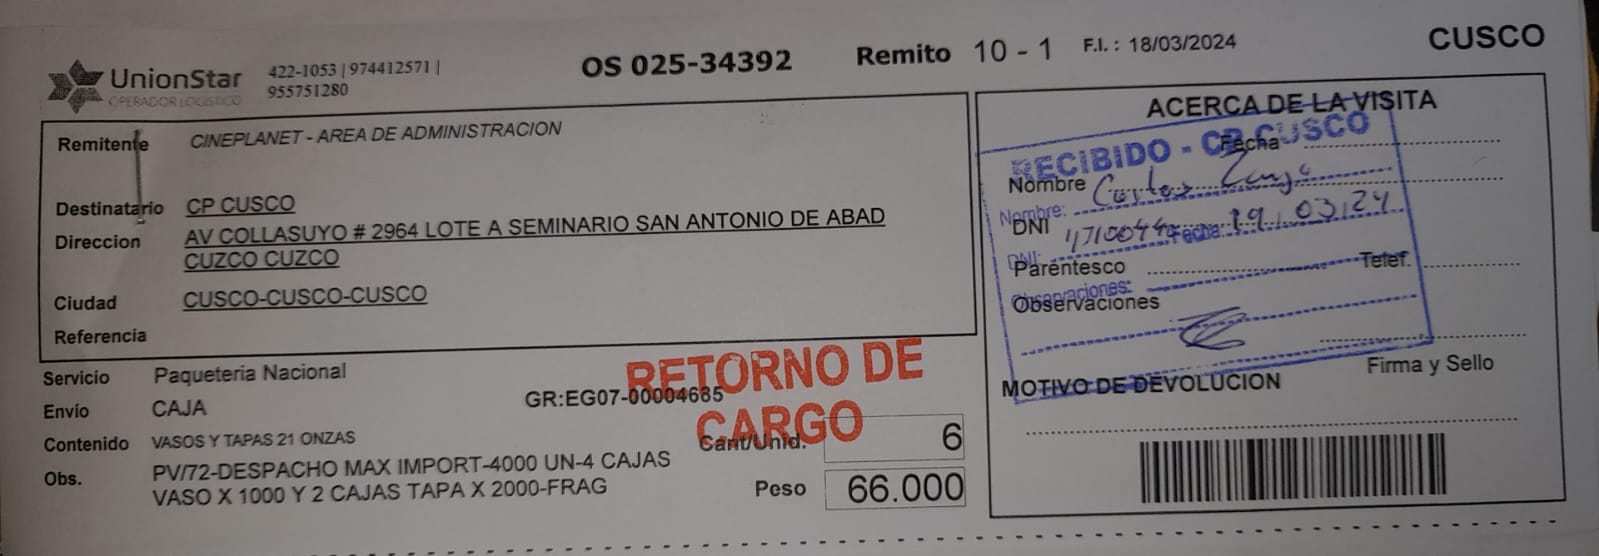 UnionStar
OPERADOR LOGISTICO
422-1053 | 974412571 |
955751280
OS 025-34392
Remito 10 - 1
F.I. : 18/03/2024
CUSCO
Remitente CINEPLANET - AREA DE ADMINISTRACION
Destinatario CP CUSCO
Direccion AV COLLASUYO # 2964 LOTE A SEMINARIO SAN ANTONIO DE ABAD
CUZCO CUZCO
Ciudad CUSCO-CUSCO-CUSCO
Referencia
Servicio Paqueteria Nacional
Envío CAJA
GR:EG07-00004685
Contenido VASOS Y TAPAS 21 ONZAS
Cant/Unid. 6
Obs. PV/72-DESPACHO MAX IMPORT-4000 UN-4 CAJAS
VASO X 1000 Y 2 CAJAS TAPA X 2000-FRAG
Peso 66.000
RETORNO DE
CARGO
ACERCA DE LA VISITA
Fecha
RECIBIDO - CP CUSCO
Nombre Carlos
Nombre:
DNI
DNI: Fecha: 19/03/24
Parentesco Telef.
Observaciones:
Observaciones
Firma y Sello
MOTIVO DE DEVOLUCION